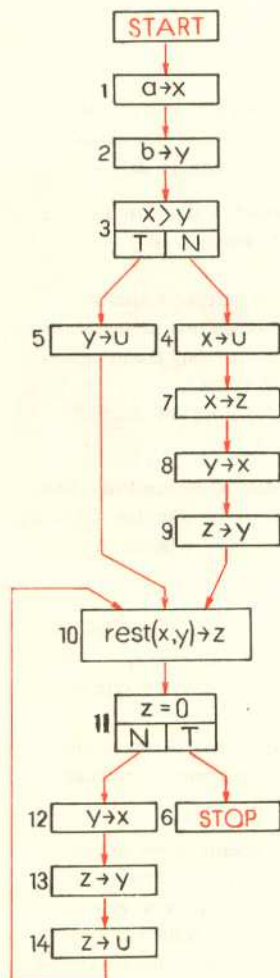 START
1 a→x
2 b→y
3 x>y
T N
5 y→u 4 x→u
7 x→z
8 y→x
9 z→y
10 rest(x,y)→z
11 z=0
N T
12 y→x 6 STOP
13 z→y
14 z→u